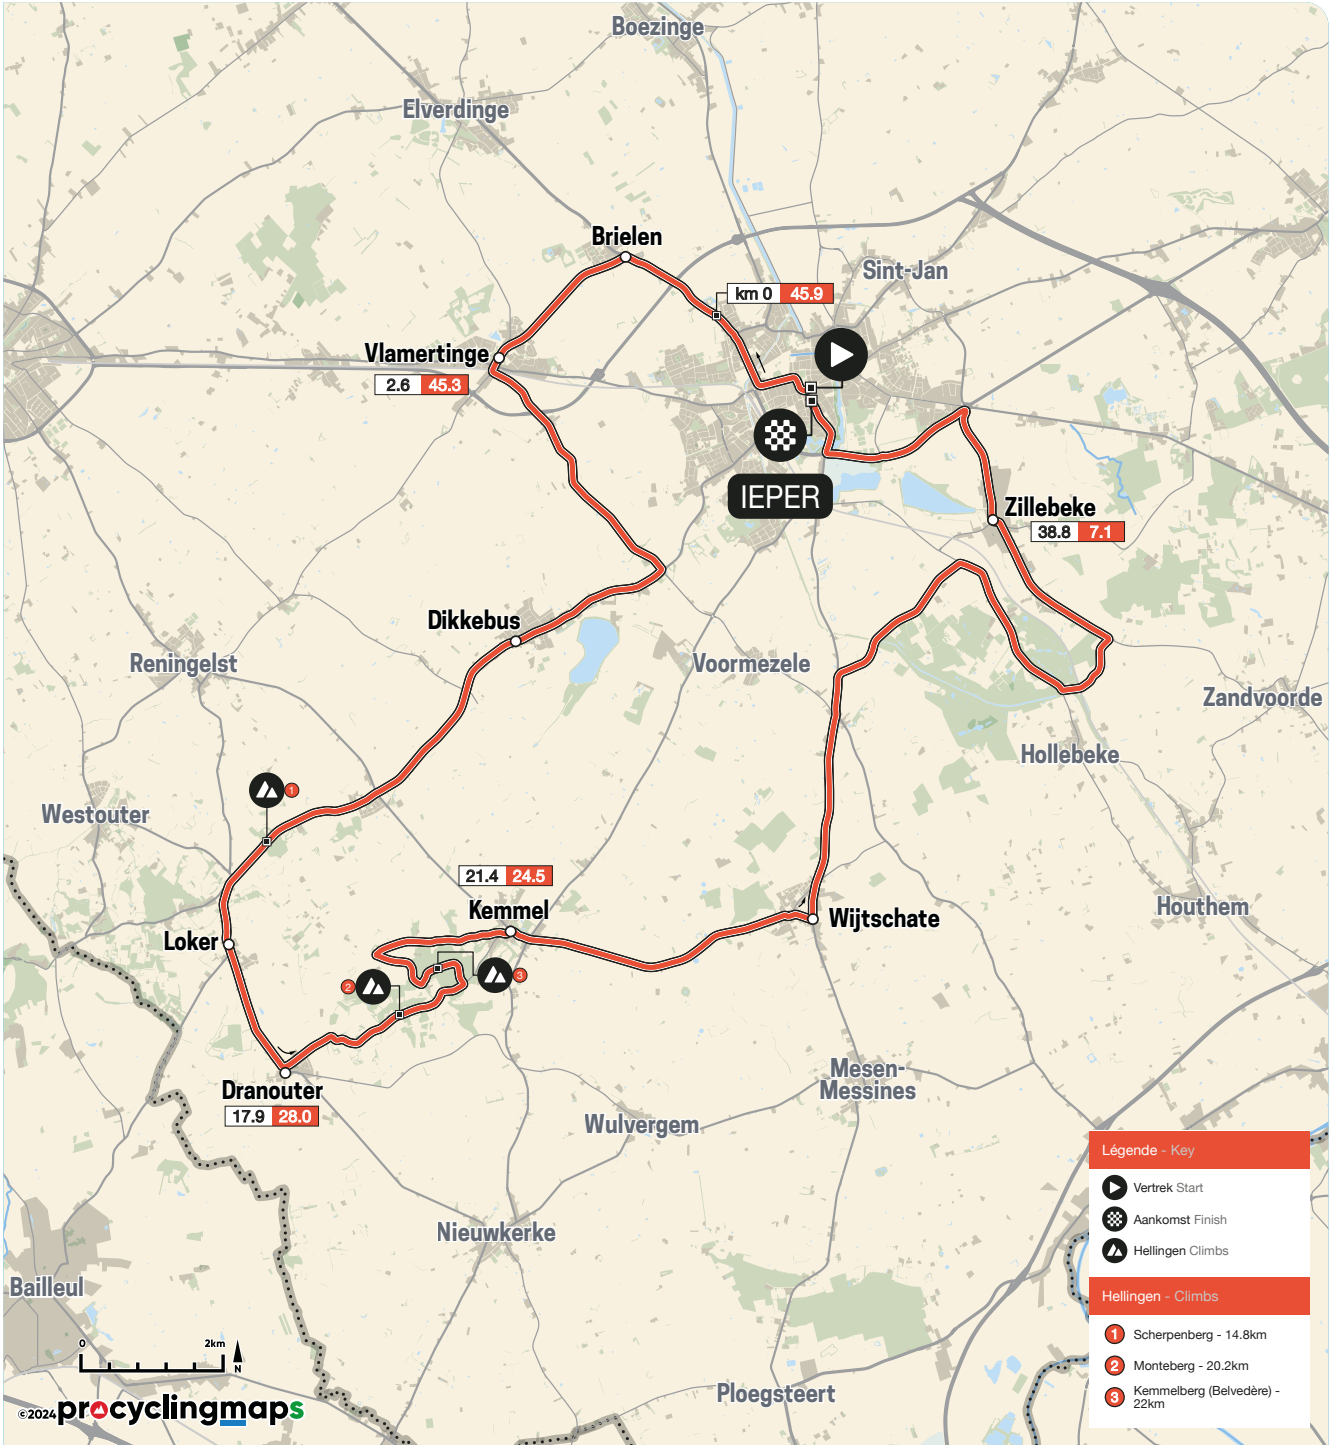 Boezinge
Elverdinge
Brielen
Sint-Jan
km 0 45.9
Vlamertinge
2.6 45.3
IEPER
Zillebeke
38.8 7.1
Dikkebus
Reningelst
Voormezele
Zandvoorde
Hollebeke
1
Westouter
21.4 24.5
Kemmel
Houthem
Wijtschate
Loker
2
3
Dranouter
17.9 28.0
Mesen-
Messines
Wulvergem
Nieuwkerke
Bailleul
Ploegsteert
0 2km
N
©2024 procyclingmaps
Légende - Key
Vertrek Start
Aankomst Finish
Hellingen Climbs
Hellingen - Climbs
1 Scherpenberg - 14.8km
2 Monteberg - 20.2km
3 Kemmelberg (Belvedère) -
22km